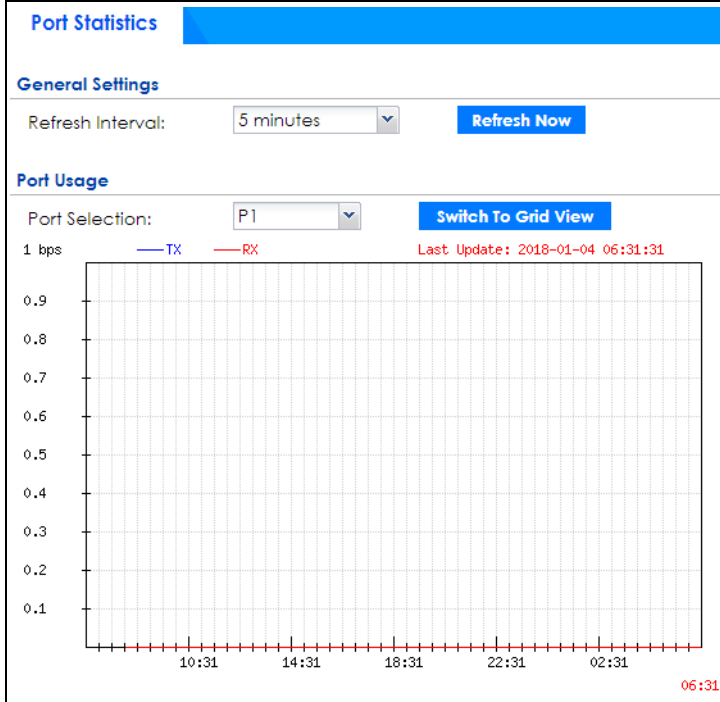 Port Statistics
General Settings
Refresh Interval: 5 minutes Refresh Now
Port Usage
Port Selection: P1 Switch To Grid View
1 bps TX RX Last Update: 2018-01-04 06:31:31
0.9
0.8
0.7
0.6
0.5
0.4
0.3
0.2
0.1
10:31 14:31 18:31 22:31 02:31
06:31